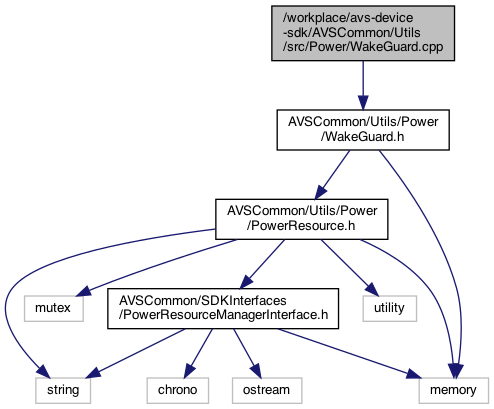 /workplace/avs-device
-sdk/AVSCommon/Utils
/src/Power/WakeGuard.cpp
AVSCommon/Utils/Power
/WakeGuard.h
AVSCommon/Utils/Power
/PowerResource.h
mutex
AVSCommon/SDKInterfaces
/PowerResourceManagerInterface.h
utility
string
chrono
ostream
memory